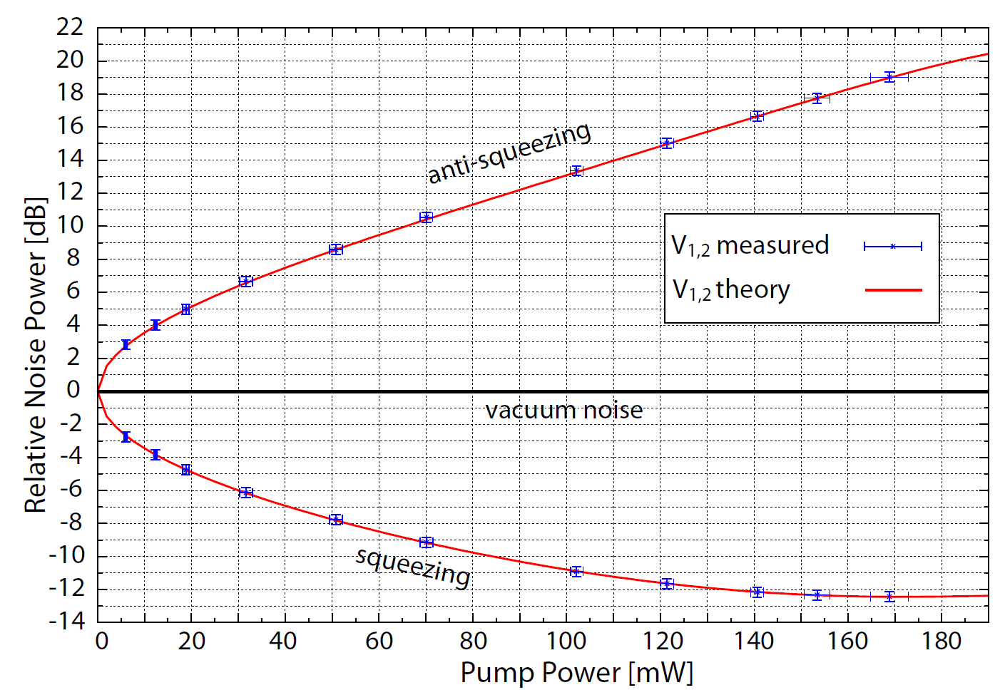 22
20
18
16
14
12
10
8
6
4
2
0
-2
-4
-6
-8
-10
-12
-14
Relative Noise Power [dB]
anti-squeezing
V1,2 measured
V1,2 theory
vacuum noise
squeezing
0 20 40 60 80 100 120 140 160 180
Pump Power [mW]